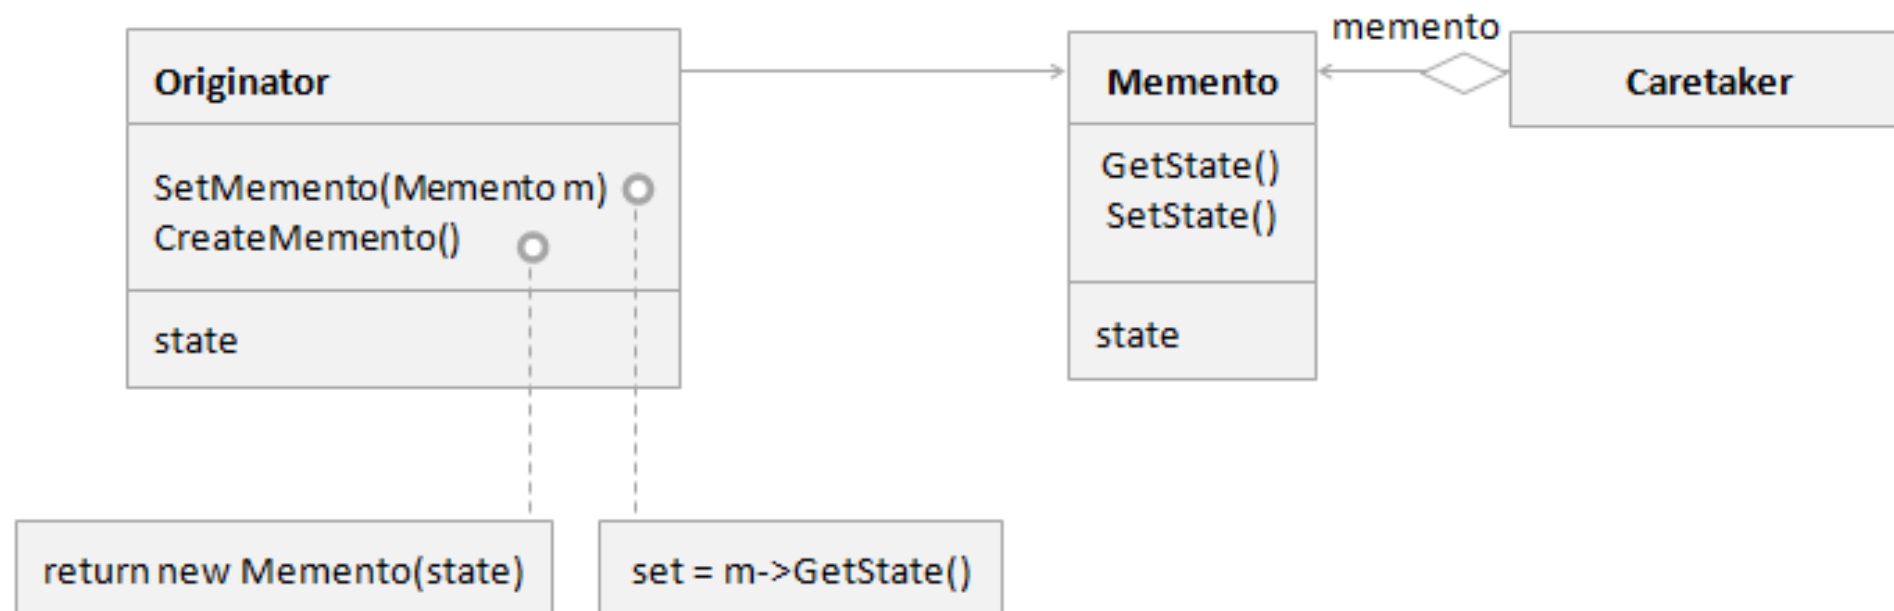 Originator
SetMemento(Memento m)
CreateMemento()
state
memento
Memento
GetState()
SetState()
state
Caretaker
return new Memento(state)
set = m->GetState()